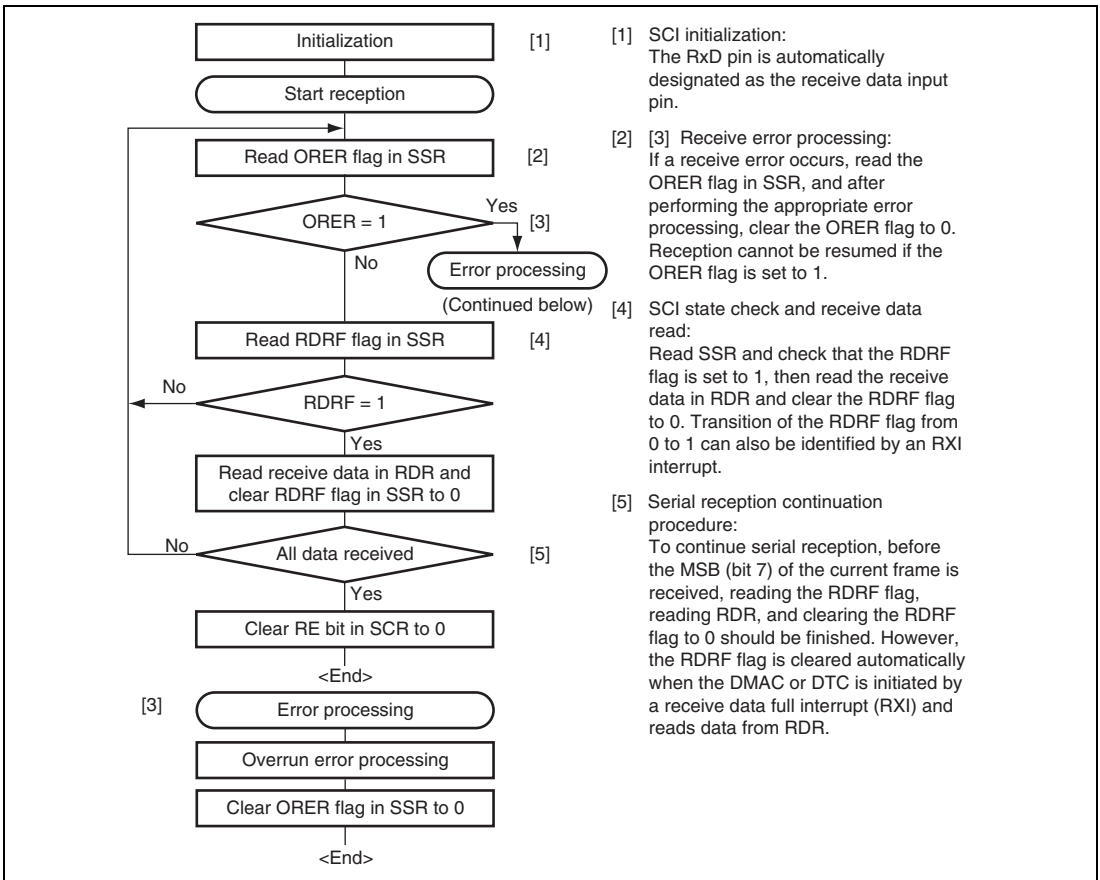 Initialization
[1]
Start reception
Read ORER flag in SSR
[2]
ORER = 1
Yes
[3]
No
Error processing
(Continued below)
Read RDRF flag in SSR
[4]
No
RDRF = 1
Yes
Read receive data in RDR and
clear RDRF flag in SSR to 0
No
All data received
[5]
Yes
Clear RE bit in SCR to 0
<End>
[3]
Error processing
Overrun error processing
Clear ORER flag in SSR to 0
<End>
[1] SCI initialization:
The RxD pin is automatically
designated as the receive data input
pin.
[2] [3] Receive error processing:
If a receive error occurs, read the
ORER flag in SSR, and after
performing the appropriate error
processing, clear the ORER flag to 0.
Reception cannot be resumed if the
ORER flag is set to 1.
[4] SCI state check and receive data
read:
Read SSR and check that the RDRF
flag is set to 1, then read the receive
data in RDR and clear the RDRF flag
to 0. Transition of the RDRF flag from
0 to 1 can also be identified by an RXI
interrupt.
[5] Serial reception continuation
procedure:
To continue serial reception, before
the MSB (bit 7) of the current frame is
received, reading the RDRF flag,
reading RDR, and clearing the RDRF
flag to 0 should be finished. However,
the RDRF flag is cleared automatically
when the DMAC or DTC is initiated by
a receive data full interrupt (RXI) and
reads data from RDR.